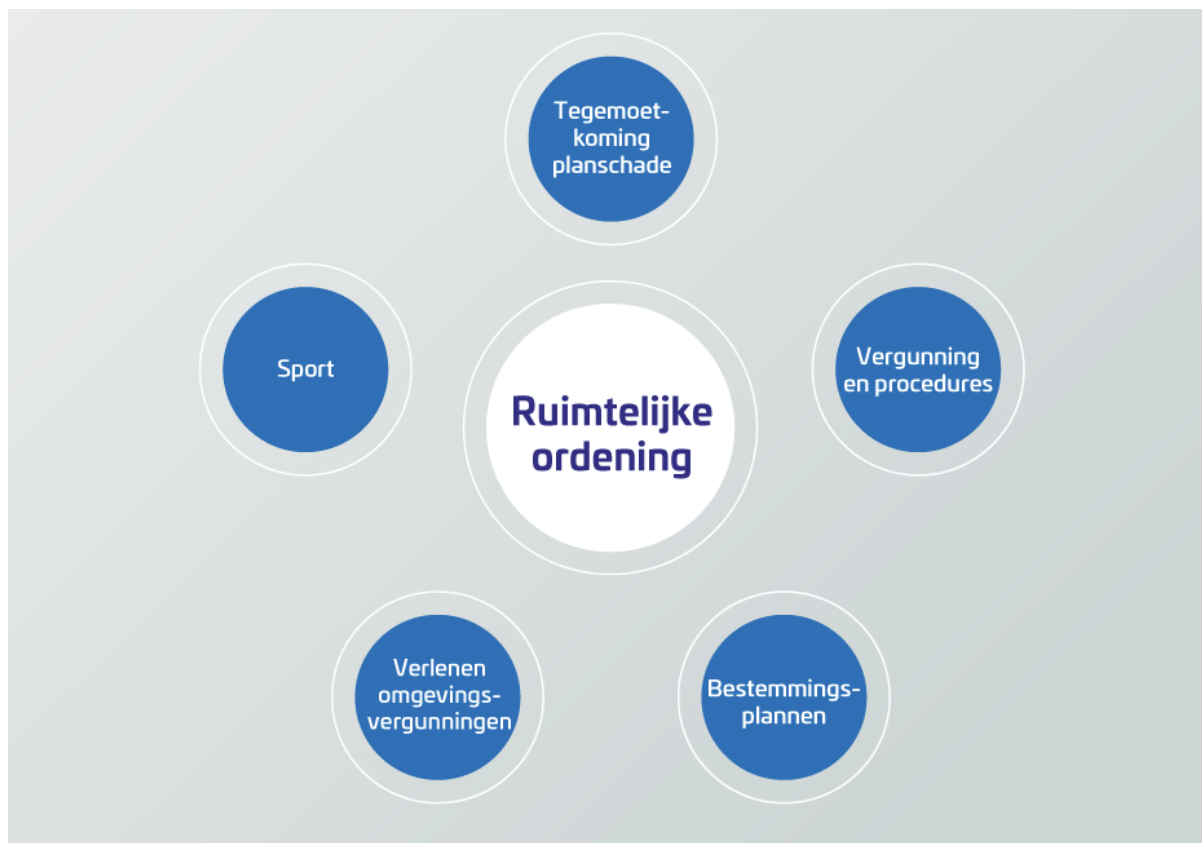 Tegemoet-
koming
planschade
Sport
Vergunning
en procedures
Ruimtelijke
ordening
Verlenen
omgevings-
vergunningen
Bestemmings-
plannen